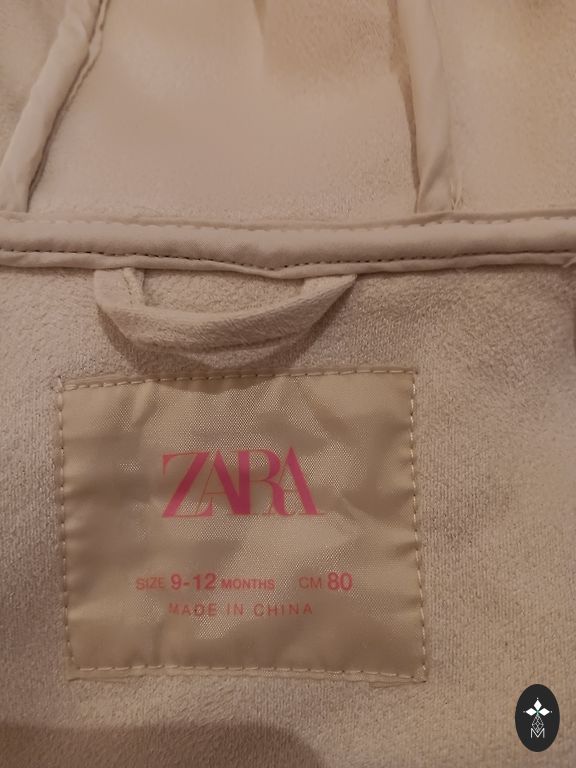 ZARA
SIZE 9-12 MONTHS CM 80
MADE IN CHINA
M